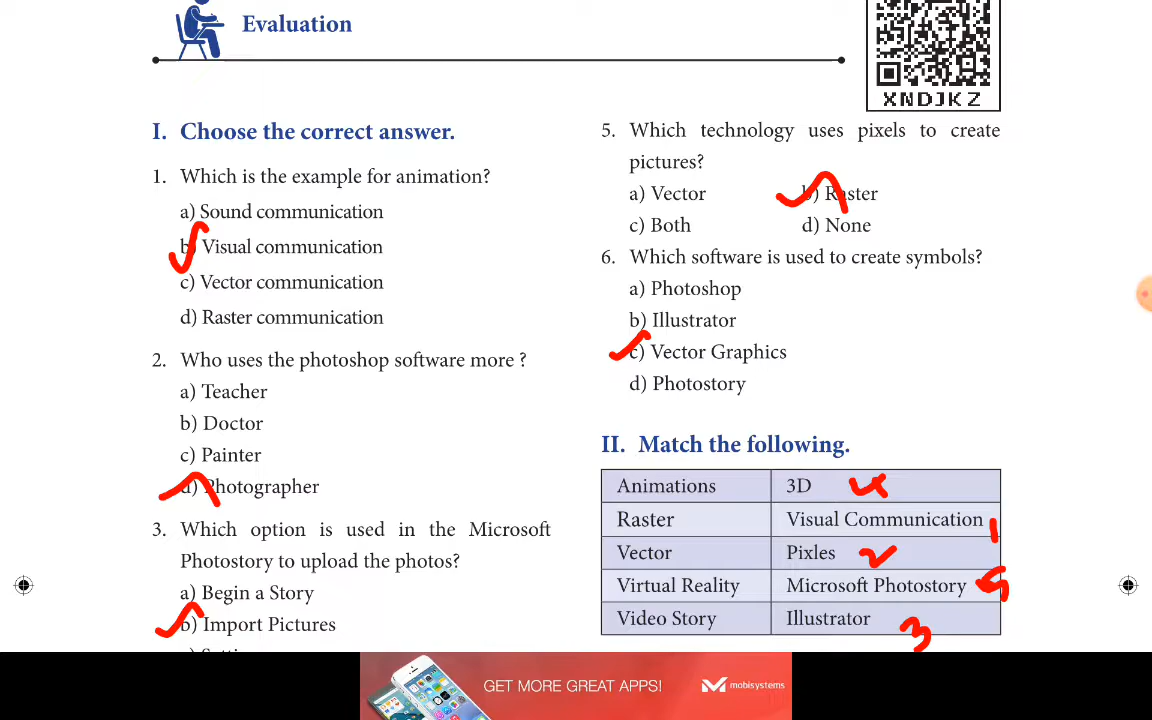 Evaluation
XNDJKZ
I. Choose the correct answer.
1. Which is the example for animation?
a) Sound communication
b) Visual communication
c) Vector communication
d) Raster communication
2. Who uses the photoshop software more ?
a) Teacher
b) Doctor
c) Painter
d) Photographer
3. Which option is used in the Microsoft
Photostory to upload the photos?
a) Begin a Story
b) Import Pictures
5. Which technology uses pixels to create
pictures?
a) Vector b) Raster
c) Both d) None
6. Which software is used to create symbols?
a) Photoshop
b) Illustrator
c) Vector Graphics
d) Photostory
II. Match the following.
Animations 3D 4
Raster Visual Communication 1
Vector Pixles 2
Virtual Reality Microsoft Photostory 5
Video Story Illustrator 3
GET MORE GREAT APPS! mobisystems